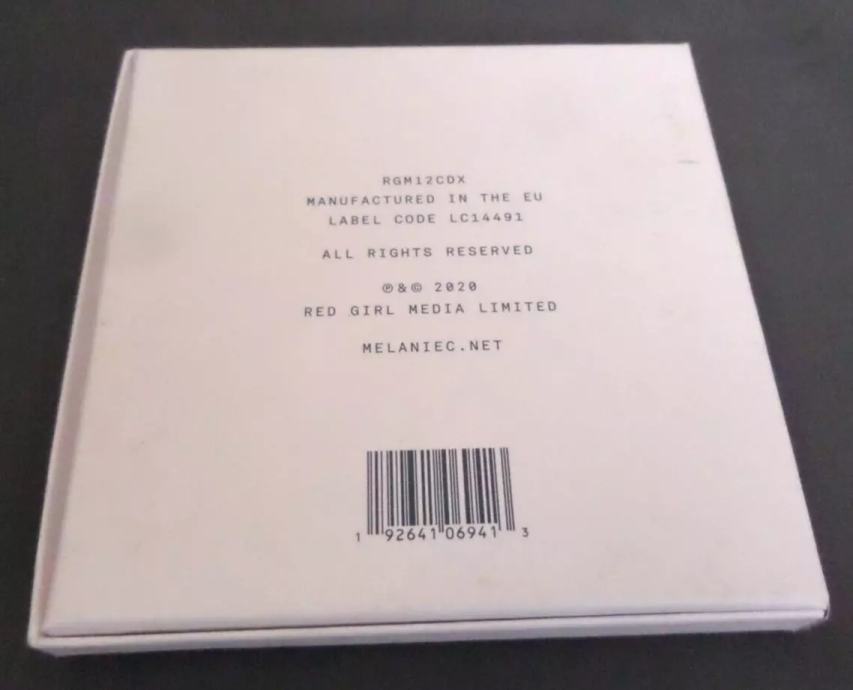 RGM12CDX
MANUFACTURED IN THE EU
LABEL CODE LC14491
ALL RIGHTS RESERVED
℗&© 2020
RED GIRL MEDIA LIMITED
MELANIEC.NET
1 92641 06941 3